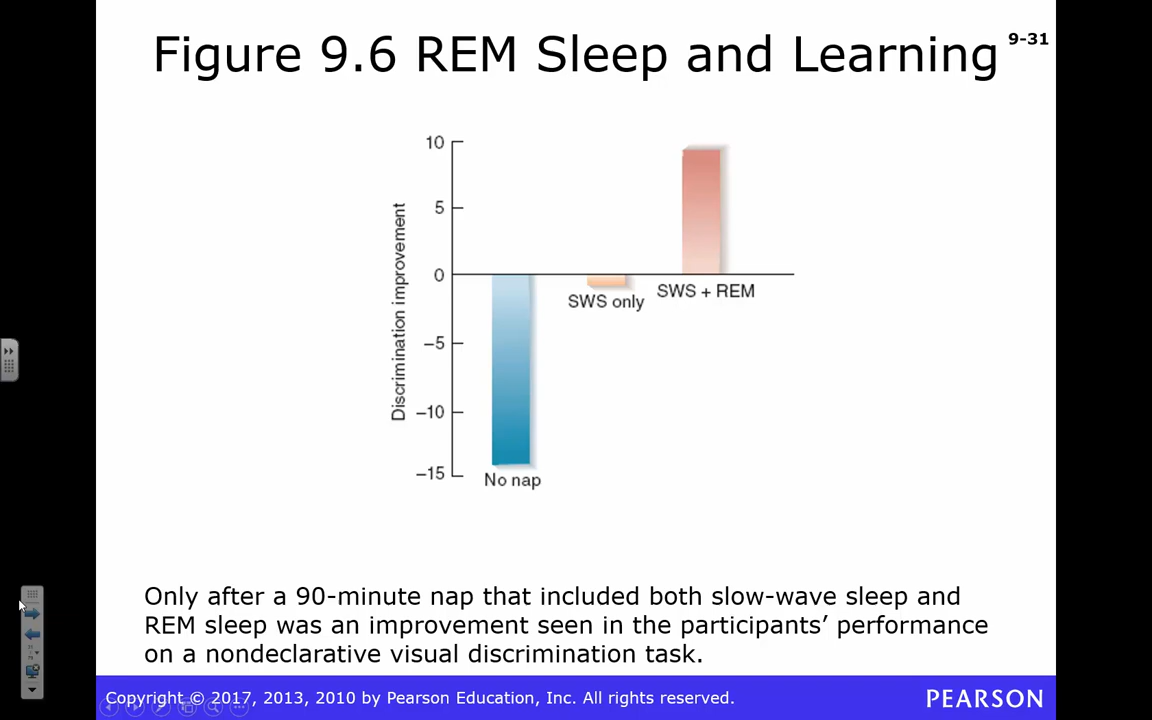 Figure 9.6 REM Sleep and Learning
9-31
10
5
0
−5
−10
−15
Discrimination improvement
No nap
SWS only
SWS + REM
Only after a 90-minute nap that included both slow-wave sleep and
REM sleep was an improvement seen in the participants’ performance
on a nondeclarative visual discrimination task.
Copyright © 2017, 2013, 2010 by Pearson Education, Inc. All rights reserved.
PEARSON